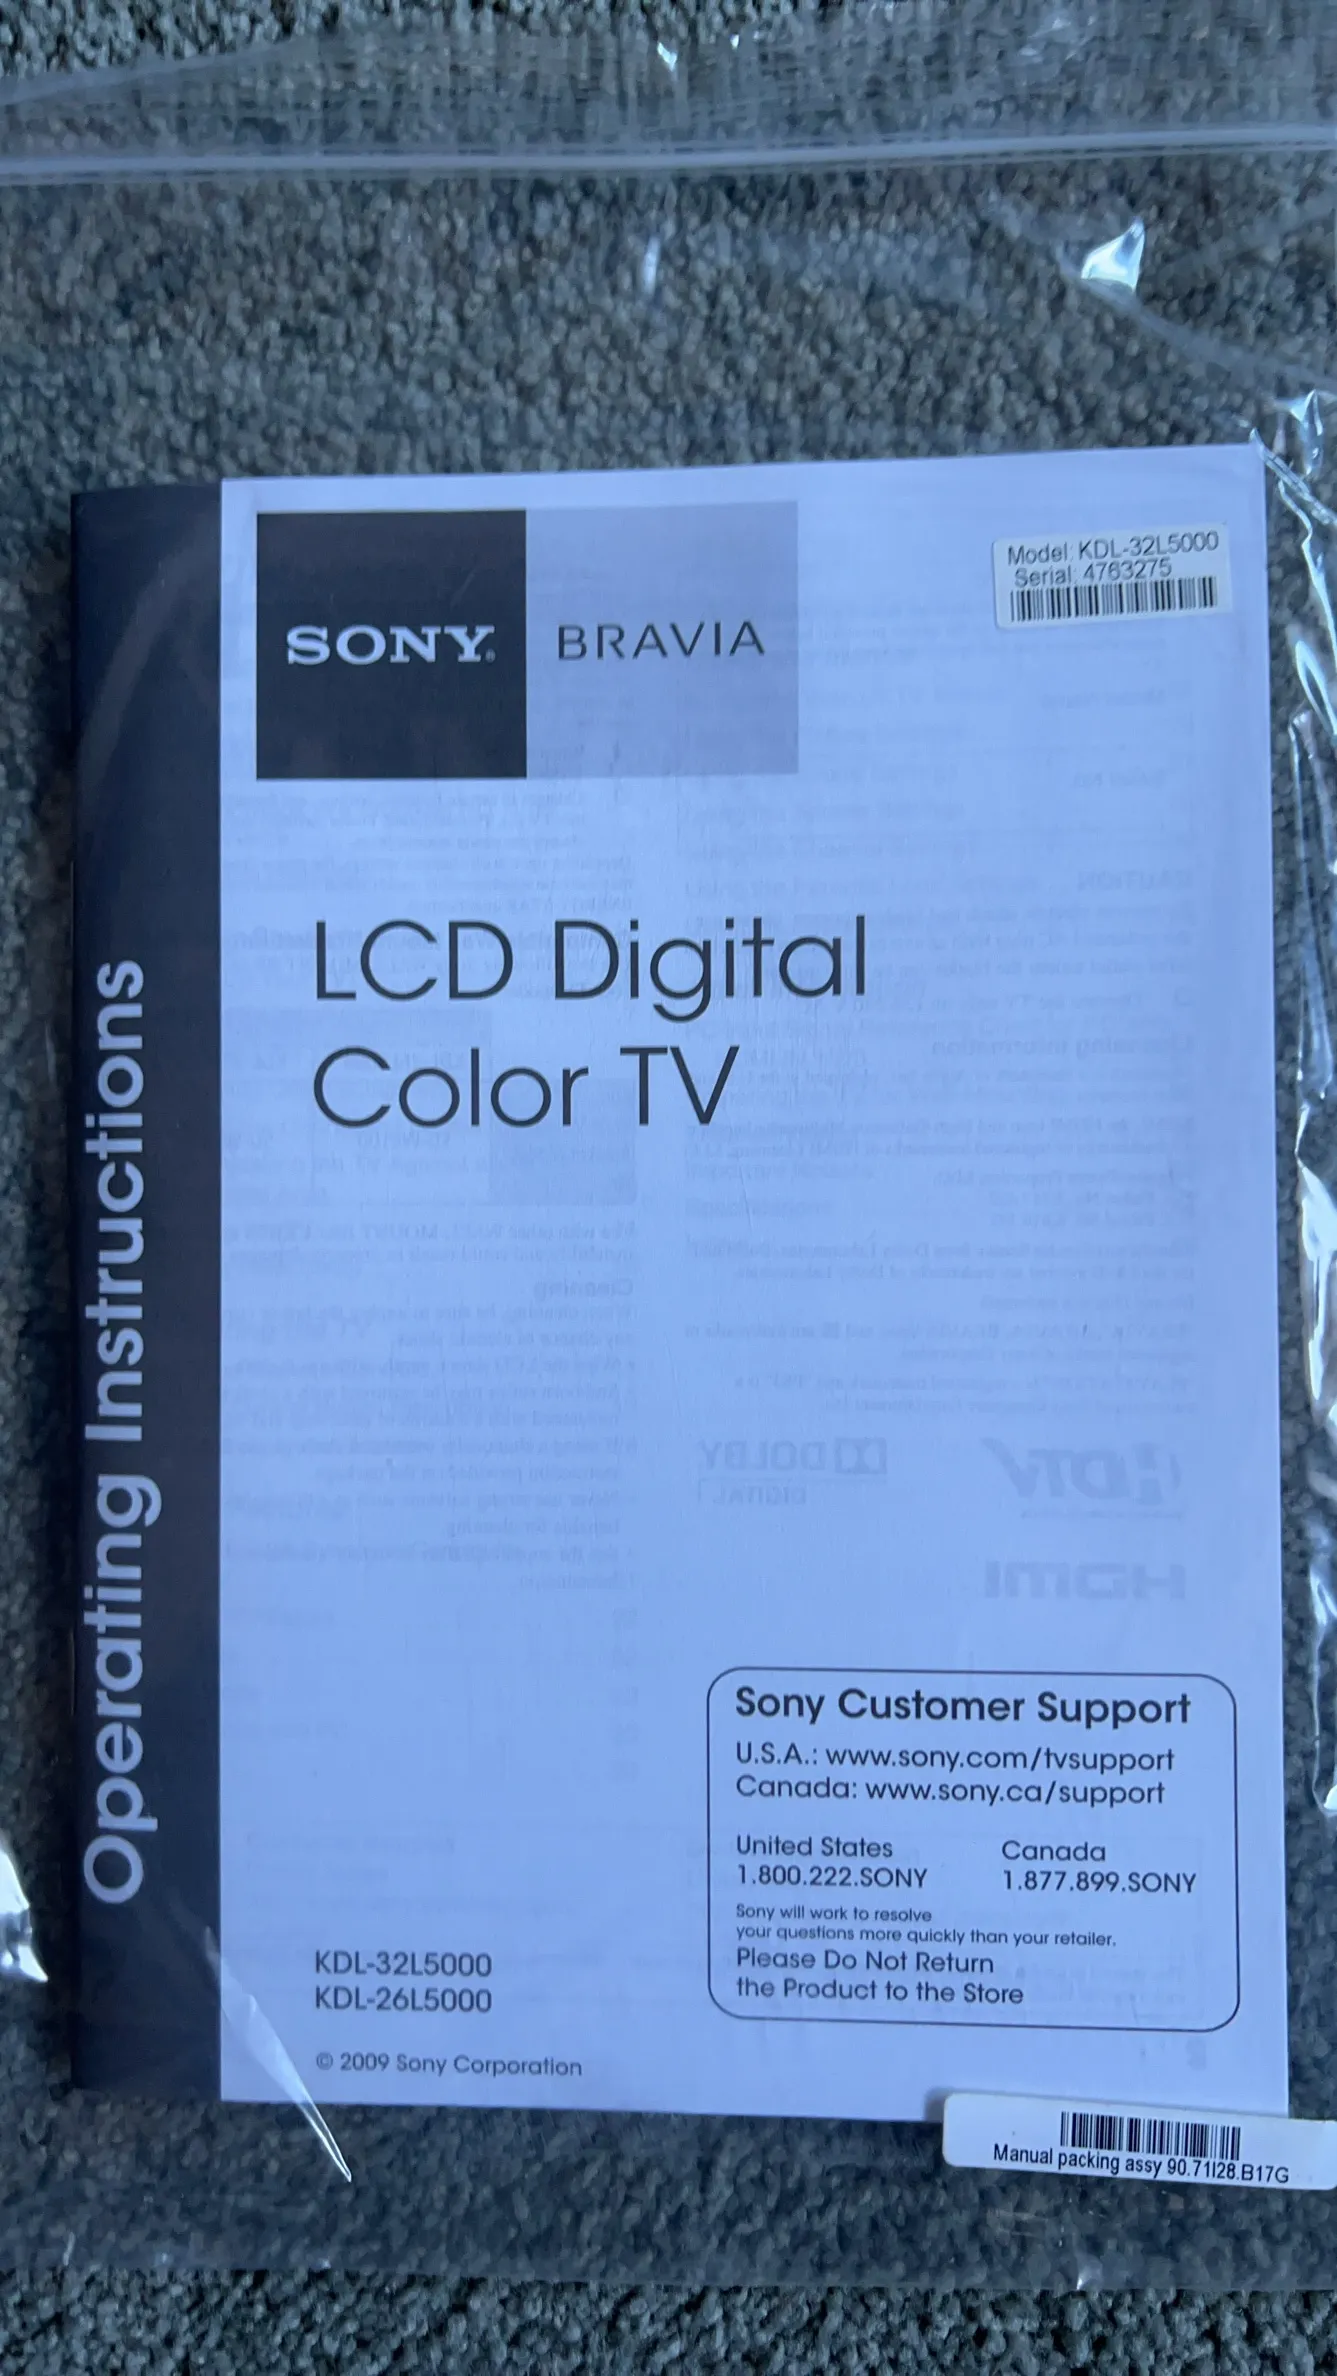 SONY® BRAVIA
Model: KDL-32L5000
Serial: 4763275
LCD Digital
Color TV
Operating Instructions
Sony Customer Support
U.S.A.: www.sony.com/tvsupport
Canada: www.sony.ca/support
United States
1.800.222.SONY
Canada
1.877.899.SONY
Sony will work to resolve
your questions more quickly than your retailer.
Please Do Not Return
the Product to the Store
KDL-32L5000
KDL-26L5000
© 2009 Sony Corporation
Manual packing assy 90.71I28.B17G